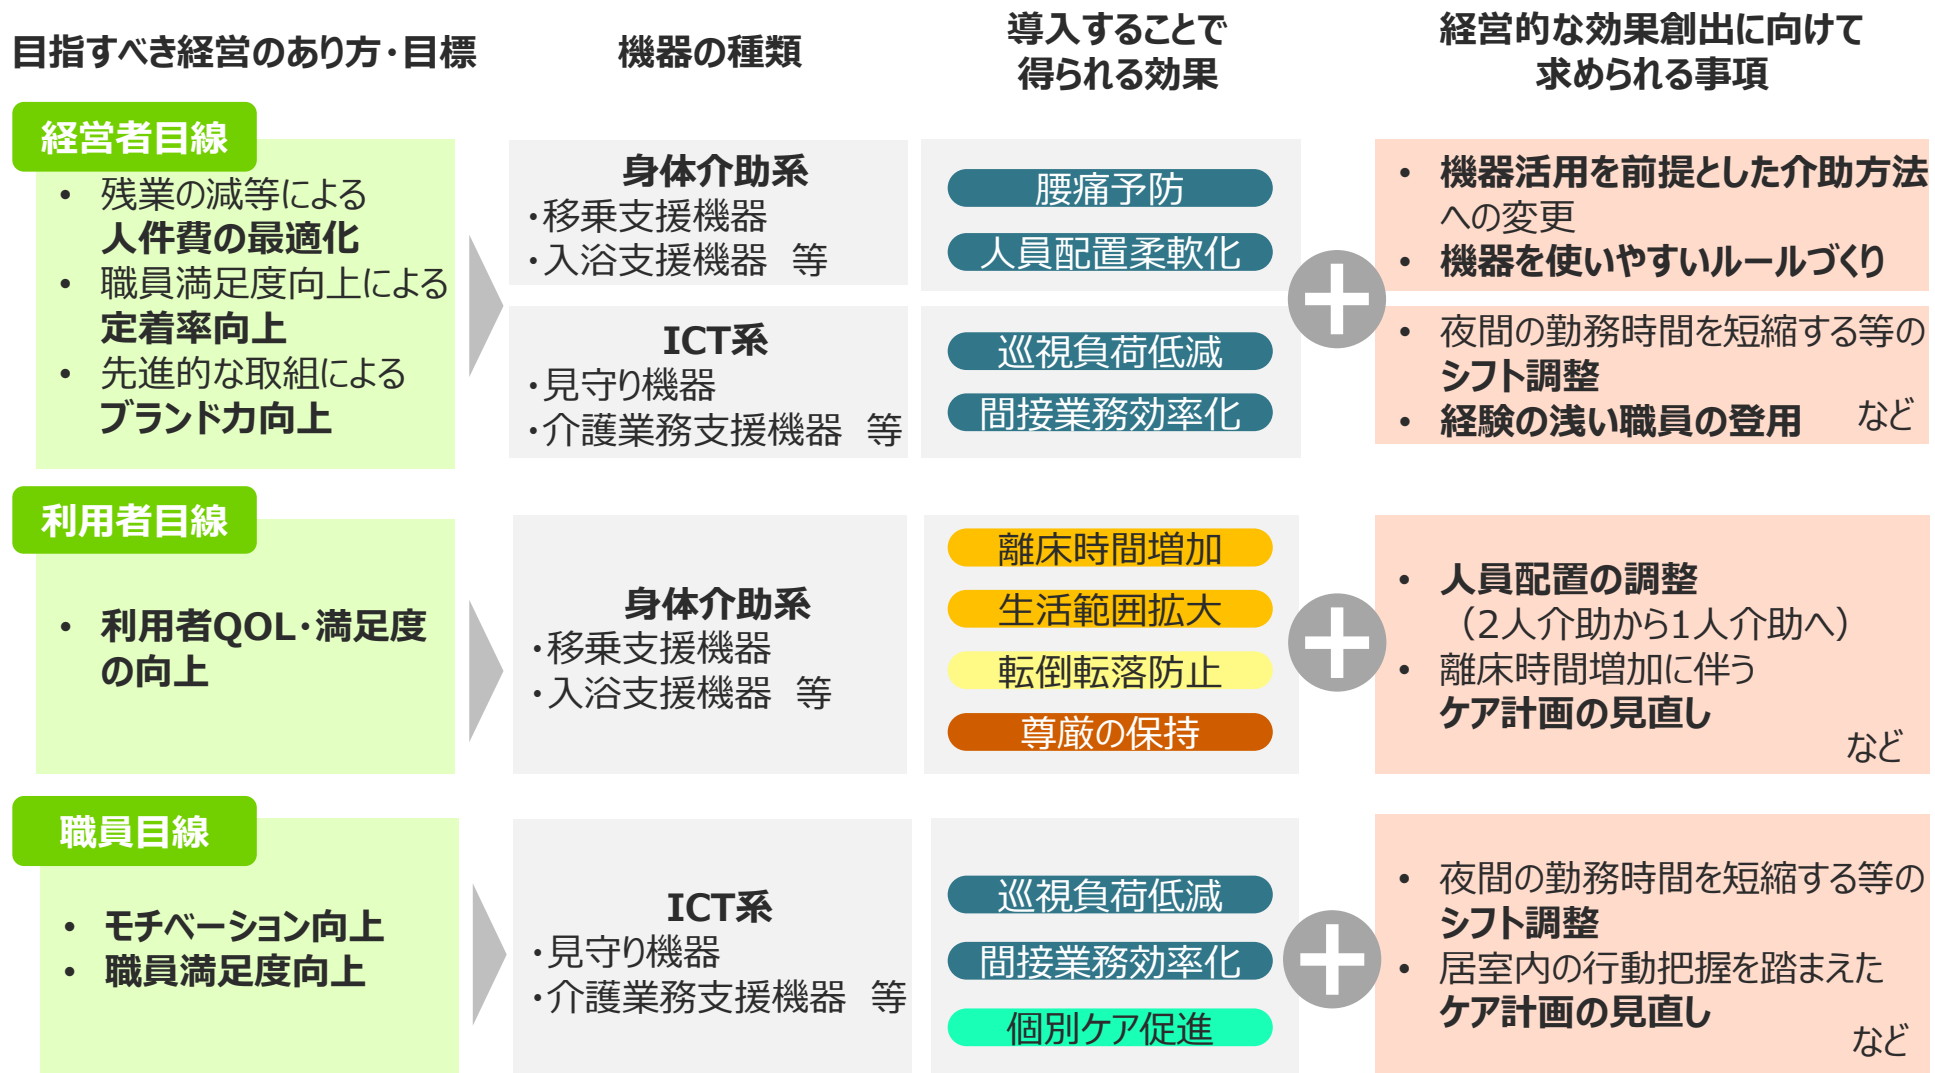 目指すべき経営のあり方・目標
機器の種類
導入することで
得られる効果
経営的な効果創出に向けて
求められる事項
経営者目線
• 残業の減等による
人件費の最適化
• 職員満足度向上による
定着率向上
• 先進的な取組による
ブランド力向上
身体介助系
・移乗支援機器
・入浴支援機器　等
ICT系
・見守り機器
・介護業務支援機器　等
腰痛予防
人員配置柔軟化
巡視負荷低減
間接業務効率化
• 機器活用を前提とした介助方法
への変更
• 機器を使いやすいルールづくり
• 夜間の勤務時間を短縮する等の
シフト調整
• 経験の浅い職員の登用
など
利用者目線
• 利用者QOL・満足度
の向上
身体介助系
・移乗支援機器
・入浴支援機器　等
離床時間増加
生活範囲拡大
転倒転落防止
尊厳の保持
• 人員配置の調整
（2人介助から1人介助へ）
• 離床時間増加に伴う
ケア計画の見直し
など
職員目線
• モチベーション向上
• 職員満足度向上
ICT系
・見守り機器
・介護業務支援機器　等
巡視負荷低減
間接業務効率化
個別ケア促進
• 夜間の勤務時間を短縮する等の
シフト調整
• 居室内の行動把握を踏まえた
ケア計画の見直し
など